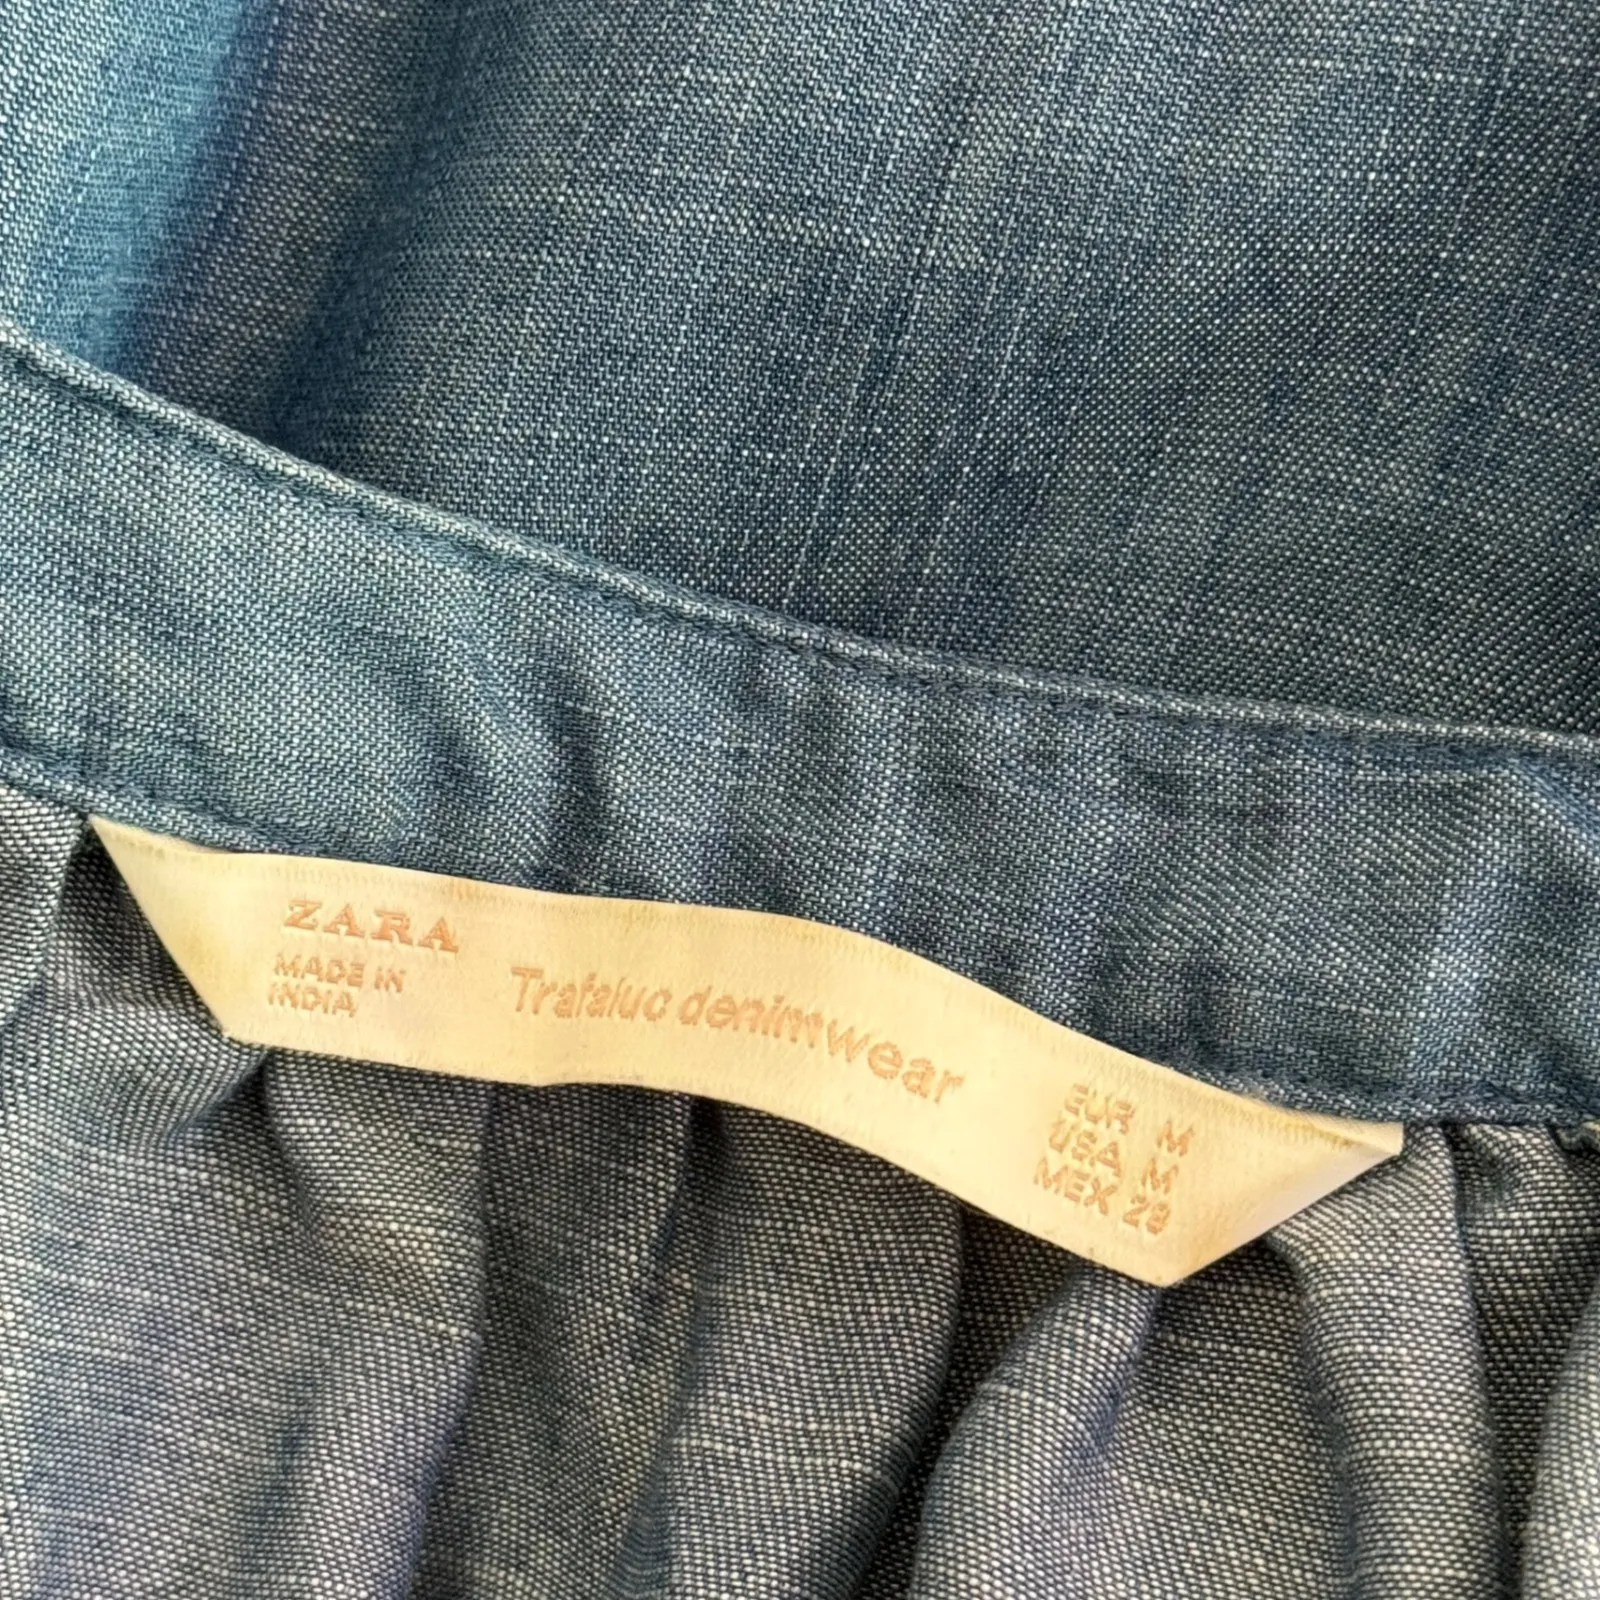 ZARA
MADE IN
INDIA
Trafaluc denimwear
EUR M
USA M
MEX 28